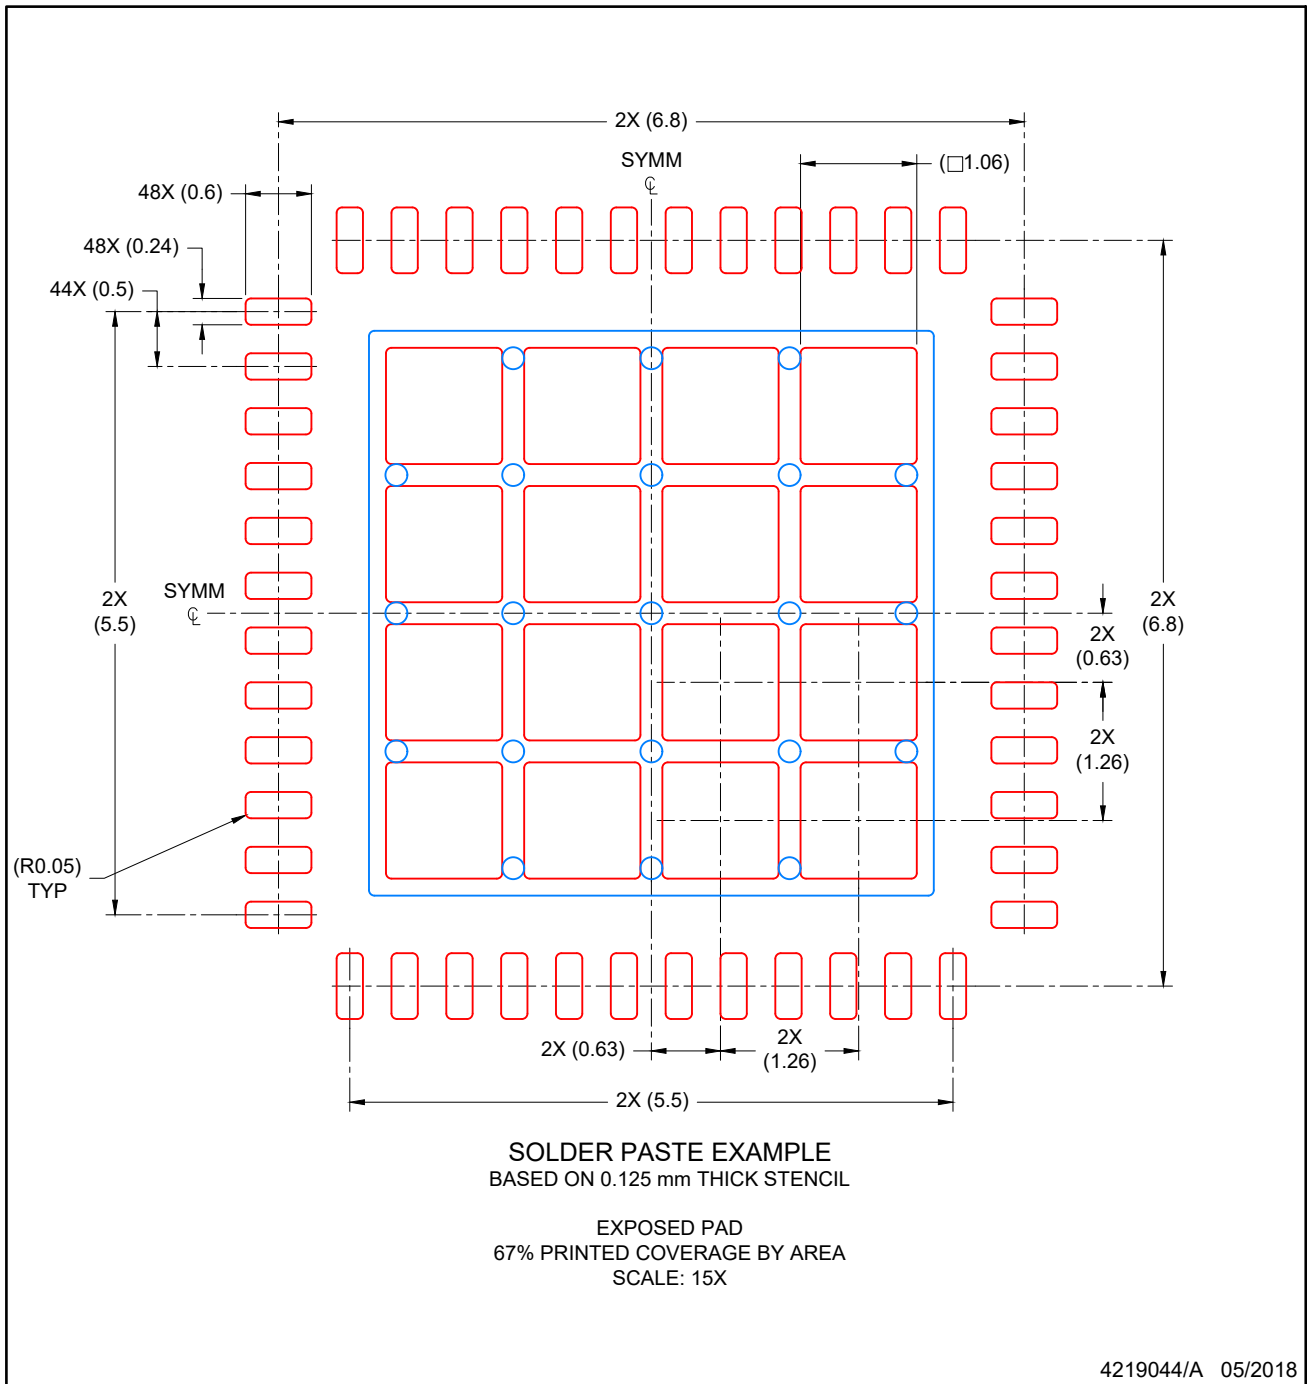 2X (6.8)
SYMM
℄
(□1.06)
48X (0.6)
48X (0.24)
44X (0.5)
2X
(5.5)
SYMM
℄
2X
(6.8)
2X
(0.63)
2X
(1.26)
(R0.05)
TYP
2X (0.63)
2X
(1.26)
2X (5.5)
SOLDER PASTE EXAMPLE
BASED ON 0.125 mm THICK STENCIL
EXPOSED PAD
67% PRINTED COVERAGE BY AREA
SCALE: 15X
4219044/A 05/2018